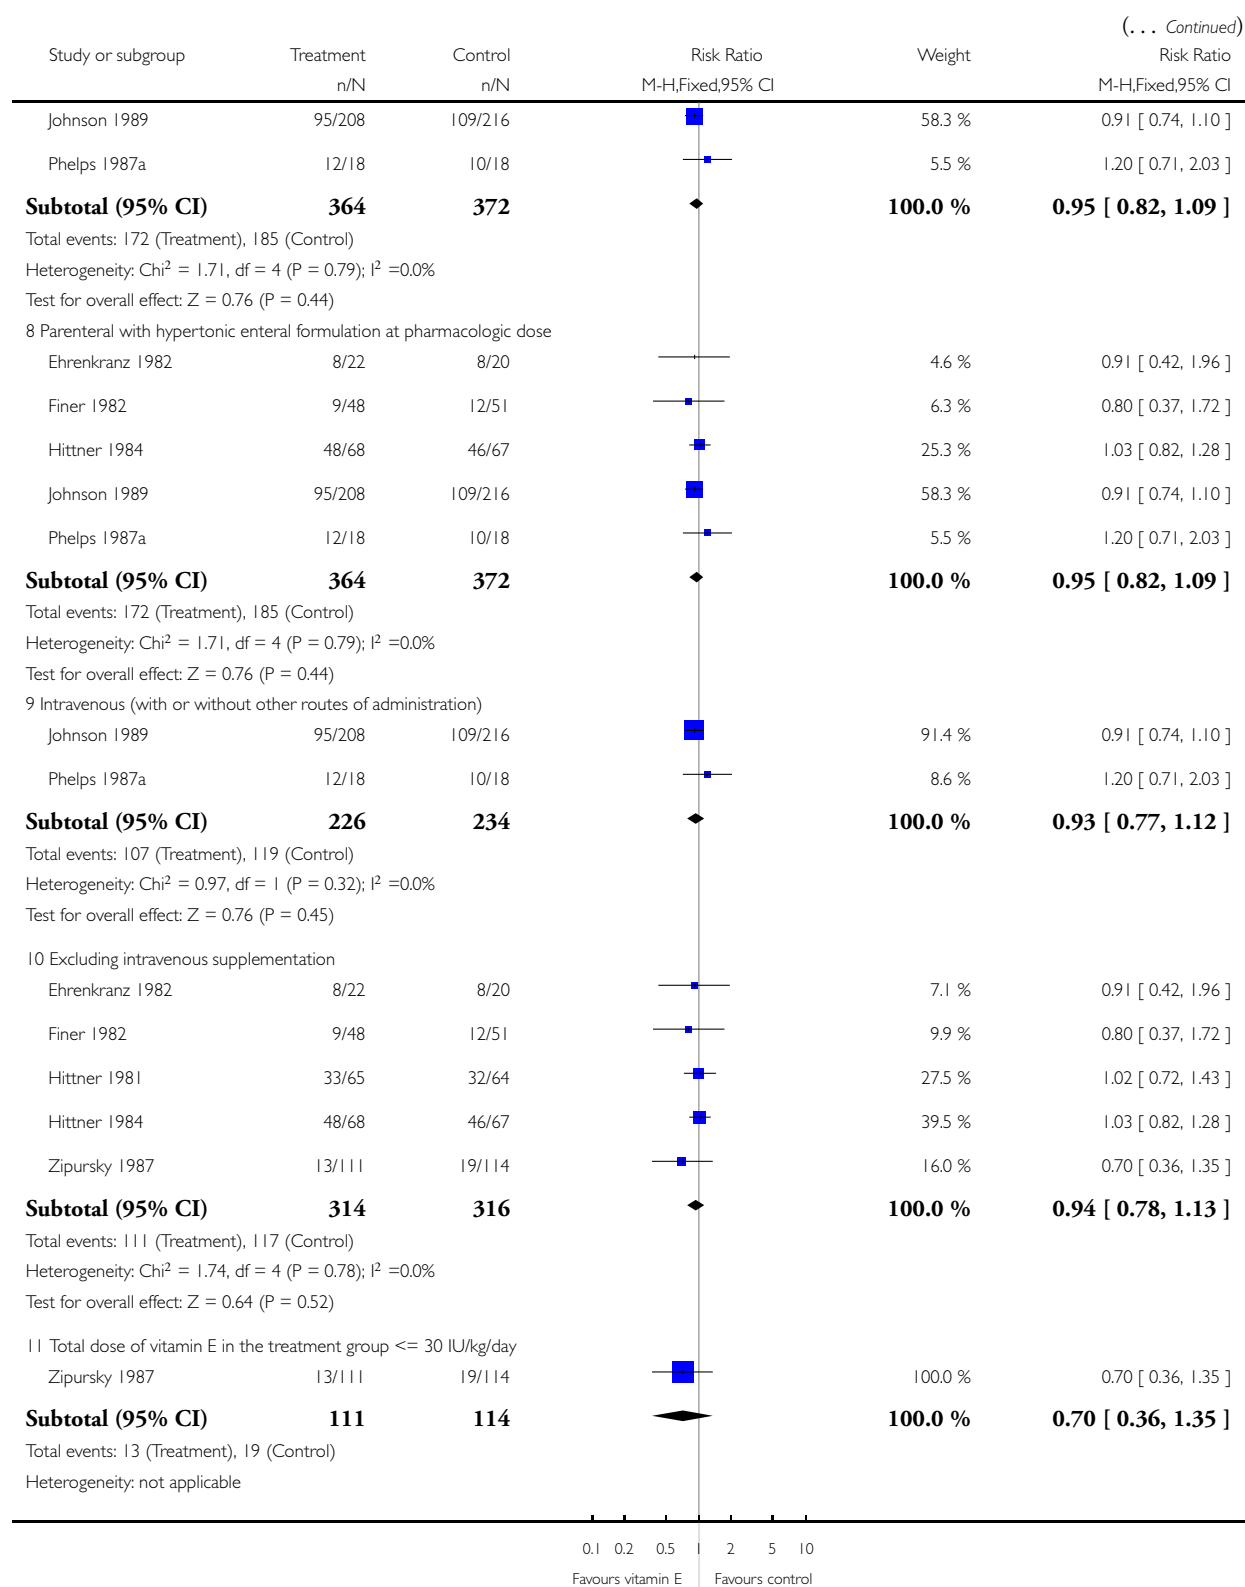 (... Continued)
Study or subgroup Treatment Control Risk Ratio Weight Risk Ratio
n/N n/N M-H,Fixed,95% CI M-H,Fixed,95% CI
Johnson 1989 95/208 109/216 58.3 % 0.91 [ 0.74, 1.10 ]
Phelps 1987a 12/18 10/18 5.5 % 1.20 [ 0.71, 2.03 ]
Subtotal (95% CI) 364 372 100.0 % 0.95 [ 0.82, 1.09 ]
Total events: 172 (Treatment), 185 (Control)
Heterogeneity: Chi² = 1.71, df = 4 (P = 0.79); I² =0.0%
Test for overall effect: Z = 0.76 (P = 0.44)
8 Parenteral with hypertonic enteral formulation at pharmacologic dose
Ehrenkranz 1982 8/22 8/20 4.6 % 0.91 [ 0.42, 1.96 ]
Finer 1982 9/48 12/51 6.3 % 0.80 [ 0.37, 1.72 ]
Hittner 1984 48/68 46/67 25.3 % 1.03 [ 0.82, 1.28 ]
Johnson 1989 95/208 109/216 58.3 % 0.91 [ 0.74, 1.10 ]
Phelps 1987a 12/18 10/18 5.5 % 1.20 [ 0.71, 2.03 ]
Subtotal (95% CI) 364 372 100.0 % 0.95 [ 0.82, 1.09 ]
Total events: 172 (Treatment), 185 (Control)
Heterogeneity: Chi² = 1.71, df = 4 (P = 0.79); I² =0.0%
Test for overall effect: Z = 0.76 (P = 0.44)
9 Intravenous (with or without other routes of administration)
Johnson 1989 95/208 109/216 91.4 % 0.91 [ 0.74, 1.10 ]
Phelps 1987a 12/18 10/18 8.6 % 1.20 [ 0.71, 2.03 ]
Subtotal (95% CI) 226 234 100.0 % 0.93 [ 0.77, 1.12 ]
Total events: 107 (Treatment), 119 (Control)
Heterogeneity: Chi² = 0.97, df = 1 (P = 0.32); I² =0.0%
Test for overall effect: Z = 0.76 (P = 0.45)
10 Excluding intravenous supplementation
Ehrenkranz 1982 8/22 8/20 7.1 % 0.91 [ 0.42, 1.96 ]
Finer 1982 9/48 12/51 9.9 % 0.80 [ 0.37, 1.72 ]
Hittner 1981 33/65 32/64 27.5 % 1.02 [ 0.72, 1.43 ]
Hittner 1984 48/68 46/67 39.5 % 1.03 [ 0.82, 1.28 ]
Zipursky 1987 13/111 19/114 16.0 % 0.70 [ 0.36, 1.35 ]
Subtotal (95% CI) 314 316 100.0 % 0.94 [ 0.78, 1.13 ]
Total events: 111 (Treatment), 117 (Control)
Heterogeneity: Chi² = 1.74, df = 4 (P = 0.78); I² =0.0%
Test for overall effect: Z = 0.64 (P = 0.52)
11 Total dose of vitamin E in the treatment group <= 30 IU/kg/day
Zipursky 1987 13/111 19/114 100.0 % 0.70 [ 0.36, 1.35 ]
Subtotal (95% CI) 111 114 100.0 % 0.70 [ 0.36, 1.35 ]
Total events: 13 (Treatment), 19 (Control)
Heterogeneity: not applicable
0.1 0.2 0.5 1 2 5 10
Favours vitamin E Favours control